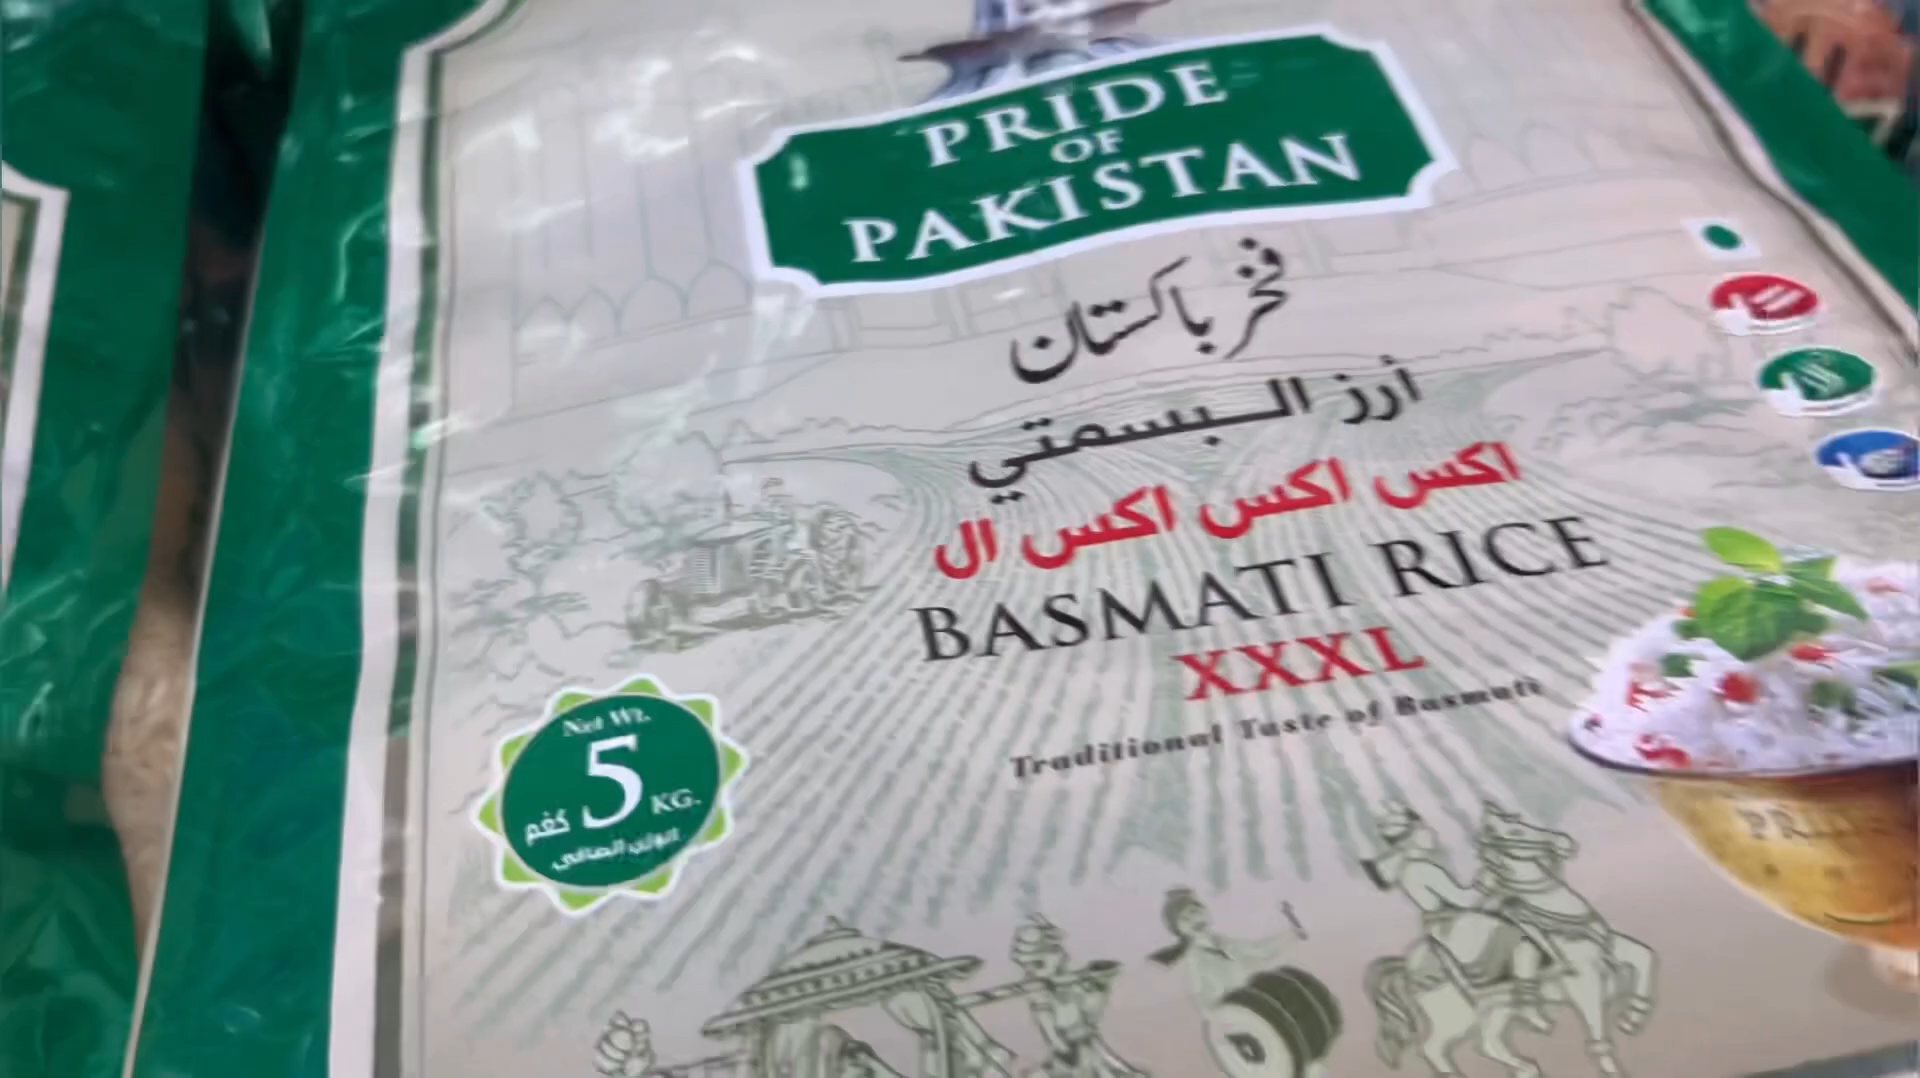 PRIDE
OF
PAKISTAN
فخر پاکستان
أرز البسمتي
اكس اكس اكس ال
BASMATI RICE
XXXL
Traditional Taste of Basmati
Net Wt.
5
كغم KG.
الوزن الصافي